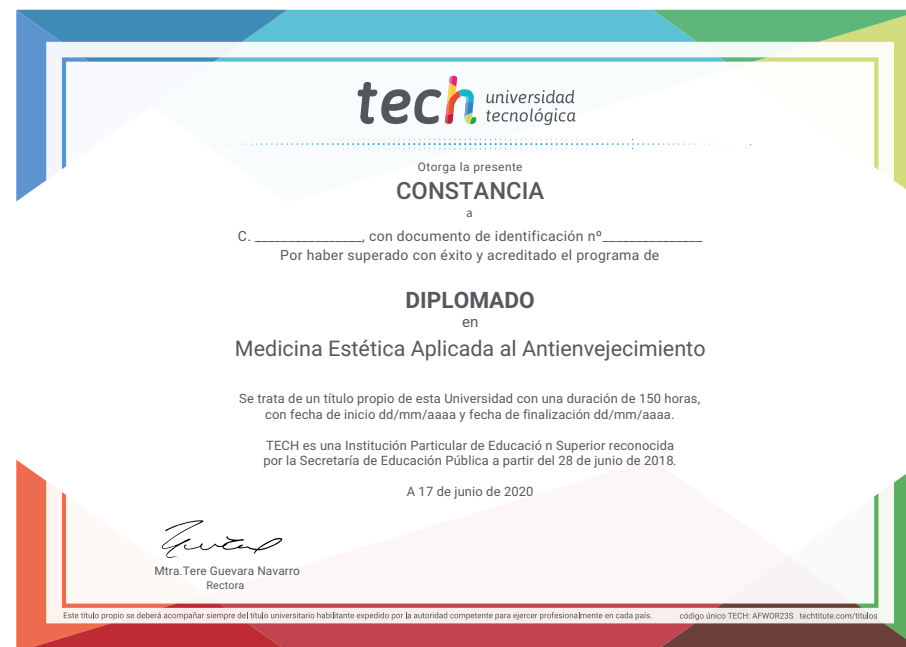 tech universidad
tecnológica
Otorga la presente
CONSTANCIA
a
C. ________________, con documento de identificación nº_______________
Por haber superado con éxito y acreditado el programa de
DIPLOMADO
en
Medicina Estética Aplicada al Antienvejecimiento
Se trata de un título propio de esta Universidad con una duración de 150 horas,
con fecha de inicio dd/mm/aaaa y fecha de finalización dd/mm/aaaa.
TECH es una Institución Particular de Educació n Superior reconocida
por la Secretaría de Educación Pública a partir del 28 de junio de 2018.
A 17 de junio de 2020
Mtra.Tere Guevara Navarro
Rectora
Este título propio se deberá acompañar siempre del título universitario habilitante expedido por la autoridad competente para ejercer profesionalmente en cada país. código único TECH: AFWOR23S techtitute.com/titulos